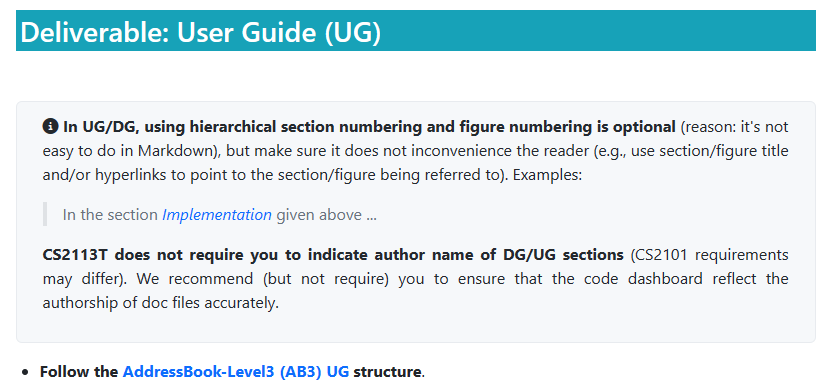 Deliverable: User Guide (UG)
In UG/DG, using hierarchical section numbering and figure numbering is optional (reason: it's not
easy to do in Markdown), but make sure it does not inconvenience the reader (e.g., use section/figure title
and/or hyperlinks to point to the section/figure being referred to). Examples:
In the section Implementation given above ...
CS2113T does not require you to indicate author name of DG/UG sections (CS2101 requirements
may differ). We recommend (but not require) you to ensure that the code dashboard reflect the
authorship of doc files accurately.
• Follow the AddressBook-Level3 (AB3) UG structure.